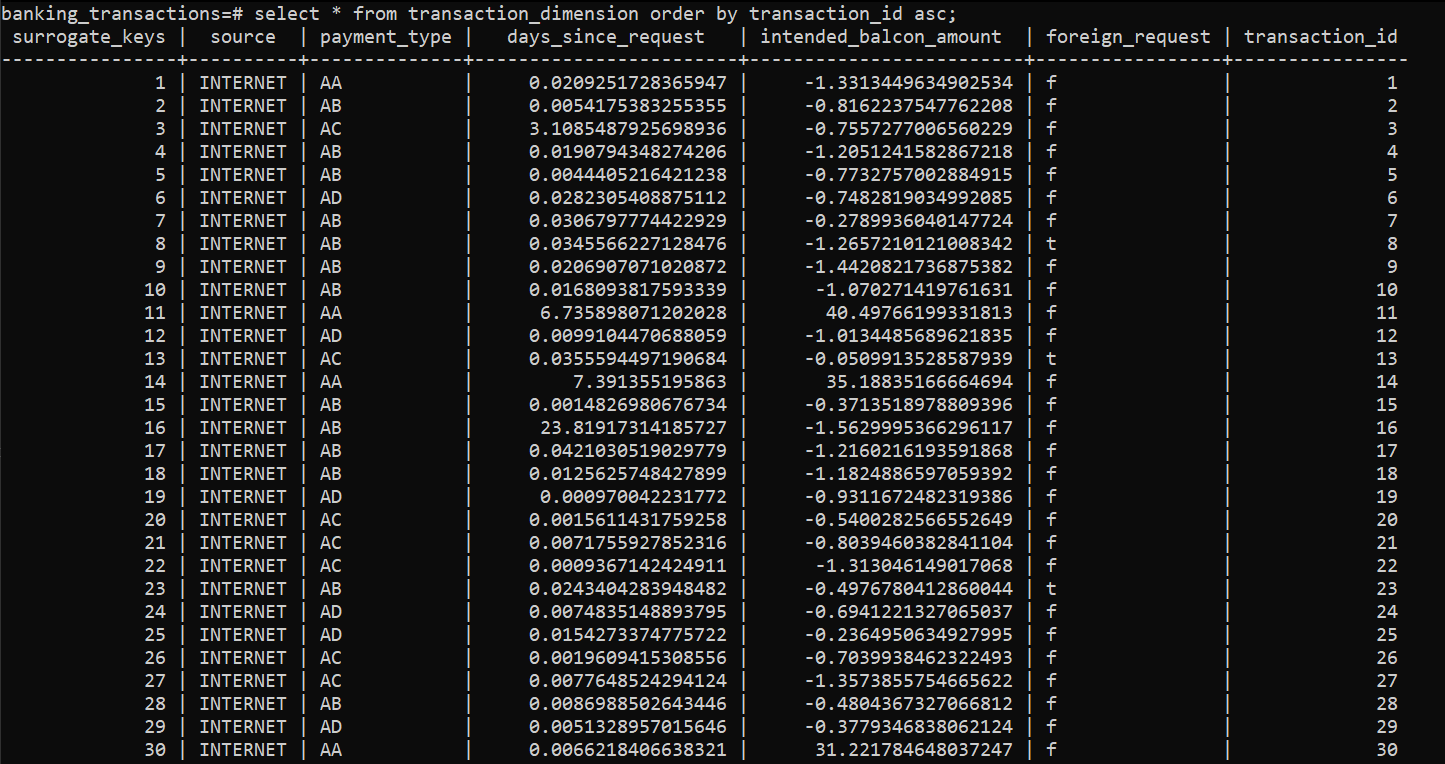 banking_transactions=# select * from transaction_dimension order by transaction_id asc;
 surrogate_keys |  source  | payment_type |   days_since_request   | intended_balcon_amount  | foreign_request | transaction_id
----------------+----------+--------------+------------------------+-------------------------+-----------------+----------------
              1 | INTERNET | AA           |     0.0209251728365947 |     -1.3313449634902534 | f               |              1
              2 | INTERNET | AB           |     0.0054175383255355 |     -0.8162237547762208 | f               |              2
              3 | INTERNET | AC           |     3.1085487925698936 |     -0.7557277006560229 | f               |              3
              4 | INTERNET | AB           |     0.0190794348274206 |     -1.2051241582867218 | f               |              4
              5 | INTERNET | AB           |     0.0044405216421238 |     -0.7732757002884915 | f               |              5
              6 | INTERNET | AD           |     0.0282305408875112 |     -0.7482819034992085 | f               |              6
              7 | INTERNET | AB           |     0.0306797774422929 |     -0.2789936040147724 | f               |              7
              8 | INTERNET | AB           |     0.0345566227128476 |     -1.2657210121008342 | t               |              8
              9 | INTERNET | AB           |     0.0206907071020872 |     -1.4420821736875382 | f               |              9
             10 | INTERNET | AB           |     0.0168093817593339 |      -1.070271419761631 | f               |             10
             11 | INTERNET | AA           |      6.735898071202028 |       40.49766199331813 | f               |             11
             12 | INTERNET | AD           |     0.0099104470688059 |     -1.0134485689621835 | f               |             12
             13 | INTERNET | AC           |     0.0355594497190684 |     -0.0509913528587939 | t               |             13
             14 | INTERNET | AA           |         7.391355195863 |       35.18835166664694 | f               |             14
             15 | INTERNET | AB           |     0.0014826980676734 |     -0.3713518978809396 | f               |             15
             16 | INTERNET | AB           |      23.81917314185727 |     -1.5629995366296117 | f               |             16
             17 | INTERNET | AB           |     0.0421030519029779 |     -1.2160216193591868 | f               |             17
             18 | INTERNET | AB           |     0.0125625748427899 |     -1.1824886597059392 | f               |             18
             19 | INTERNET | AD           |      0.000970042231772 |     -0.9311672482319386 | f               |             19
             20 | INTERNET | AC           |     0.0015611431759258 |     -0.5400282566552649 | f               |             20
             21 | INTERNET | AC           |     0.0071755927852316 |     -0.8039460382841104 | f               |             21
             22 | INTERNET | AC           |     0.0009367142424911 |      -1.313046149017068 | f               |             22
             23 | INTERNET | AB           |     0.0243404283948482 |     -0.4976780412860044 | t               |             23
             24 | INTERNET | AD           |     0.0074835148893795 |     -0.6941221327065037 | f               |             24
             25 | INTERNET | AD           |     0.0154273374775722 |     -0.2364950634927995 | f               |             25
             26 | INTERNET | AC           |     0.0019609415308556 |     -0.7039938462322493 | f               |             26
             27 | INTERNET | AC           |     0.0077648524294124 |     -1.3573855754665622 | f               |             27
             28 | INTERNET | AB           |     0.0086988502643446 |     -0.4804367327066812 | f               |             28
             29 | INTERNET | AD           |     0.0051328957015646 |     -0.3779346838062124 | f               |             29
             30 | INTERNET | AA           |     0.0066218406638321 |      31.221784648037247 | f               |             30